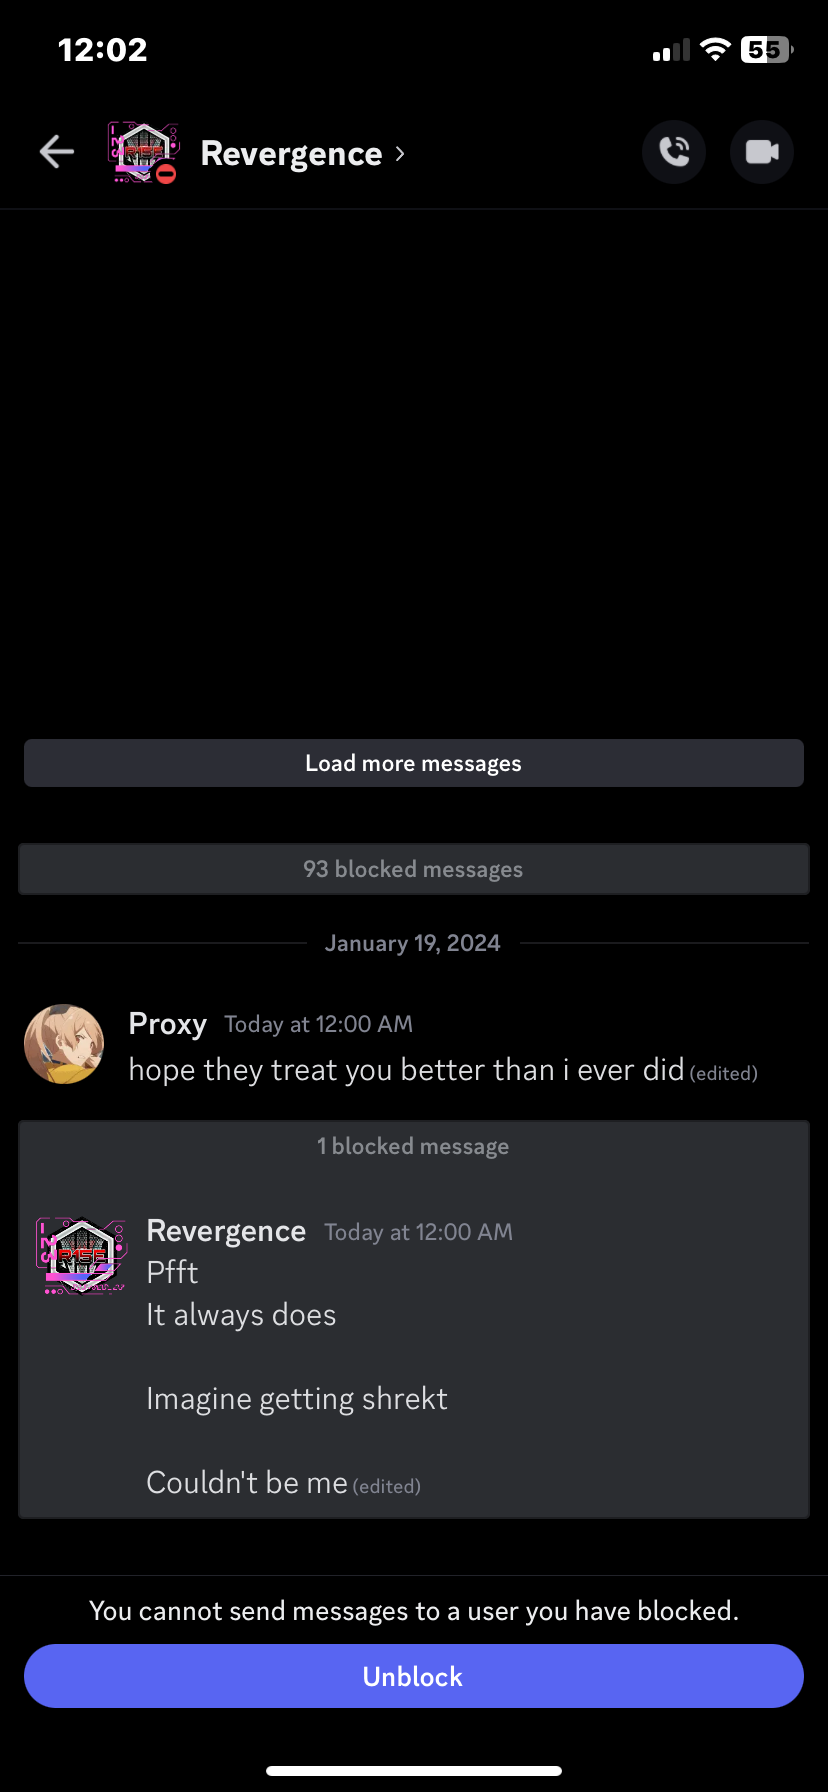 12:02
55
Revergence
Load more messages
93 blocked messages
January 19, 2024
Proxy Today at 12:00 AM
hope they treat you better than i ever did (edited)
1 blocked message
R1SE
Revergence Today at 12:00 AM
Pfft
It always does
Imagine getting shrekt
Couldn't be me (edited)
You cannot send messages to a user you have blocked.
Unblock